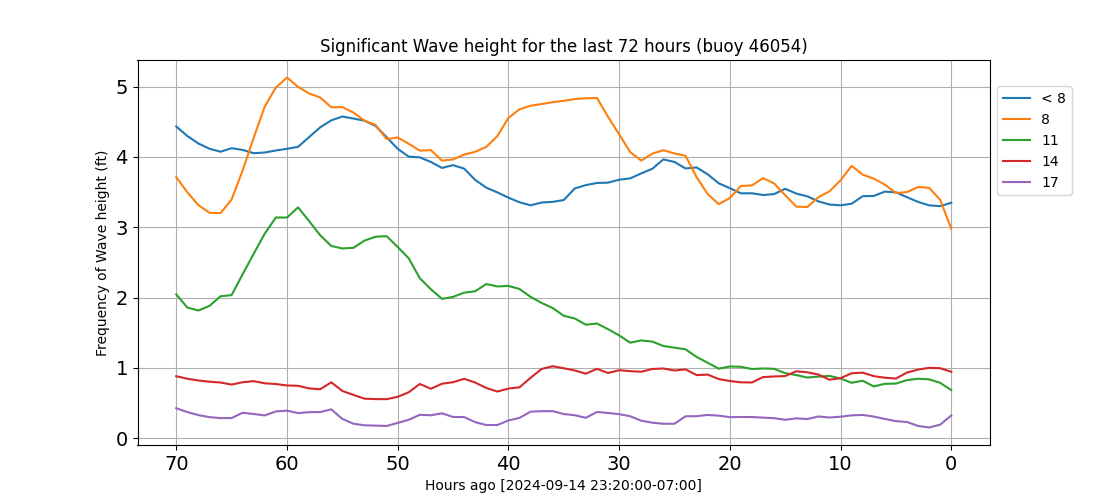 Significant Wave height for the last 72 hours (buoy 46054)
Frequency of Wave height (ft)
5
4
3
2
1
0
70 60 50 40 30 20 10 0
Hours ago [2024-09-14 23:20:00-07:00]
< 8
8
11
14
17